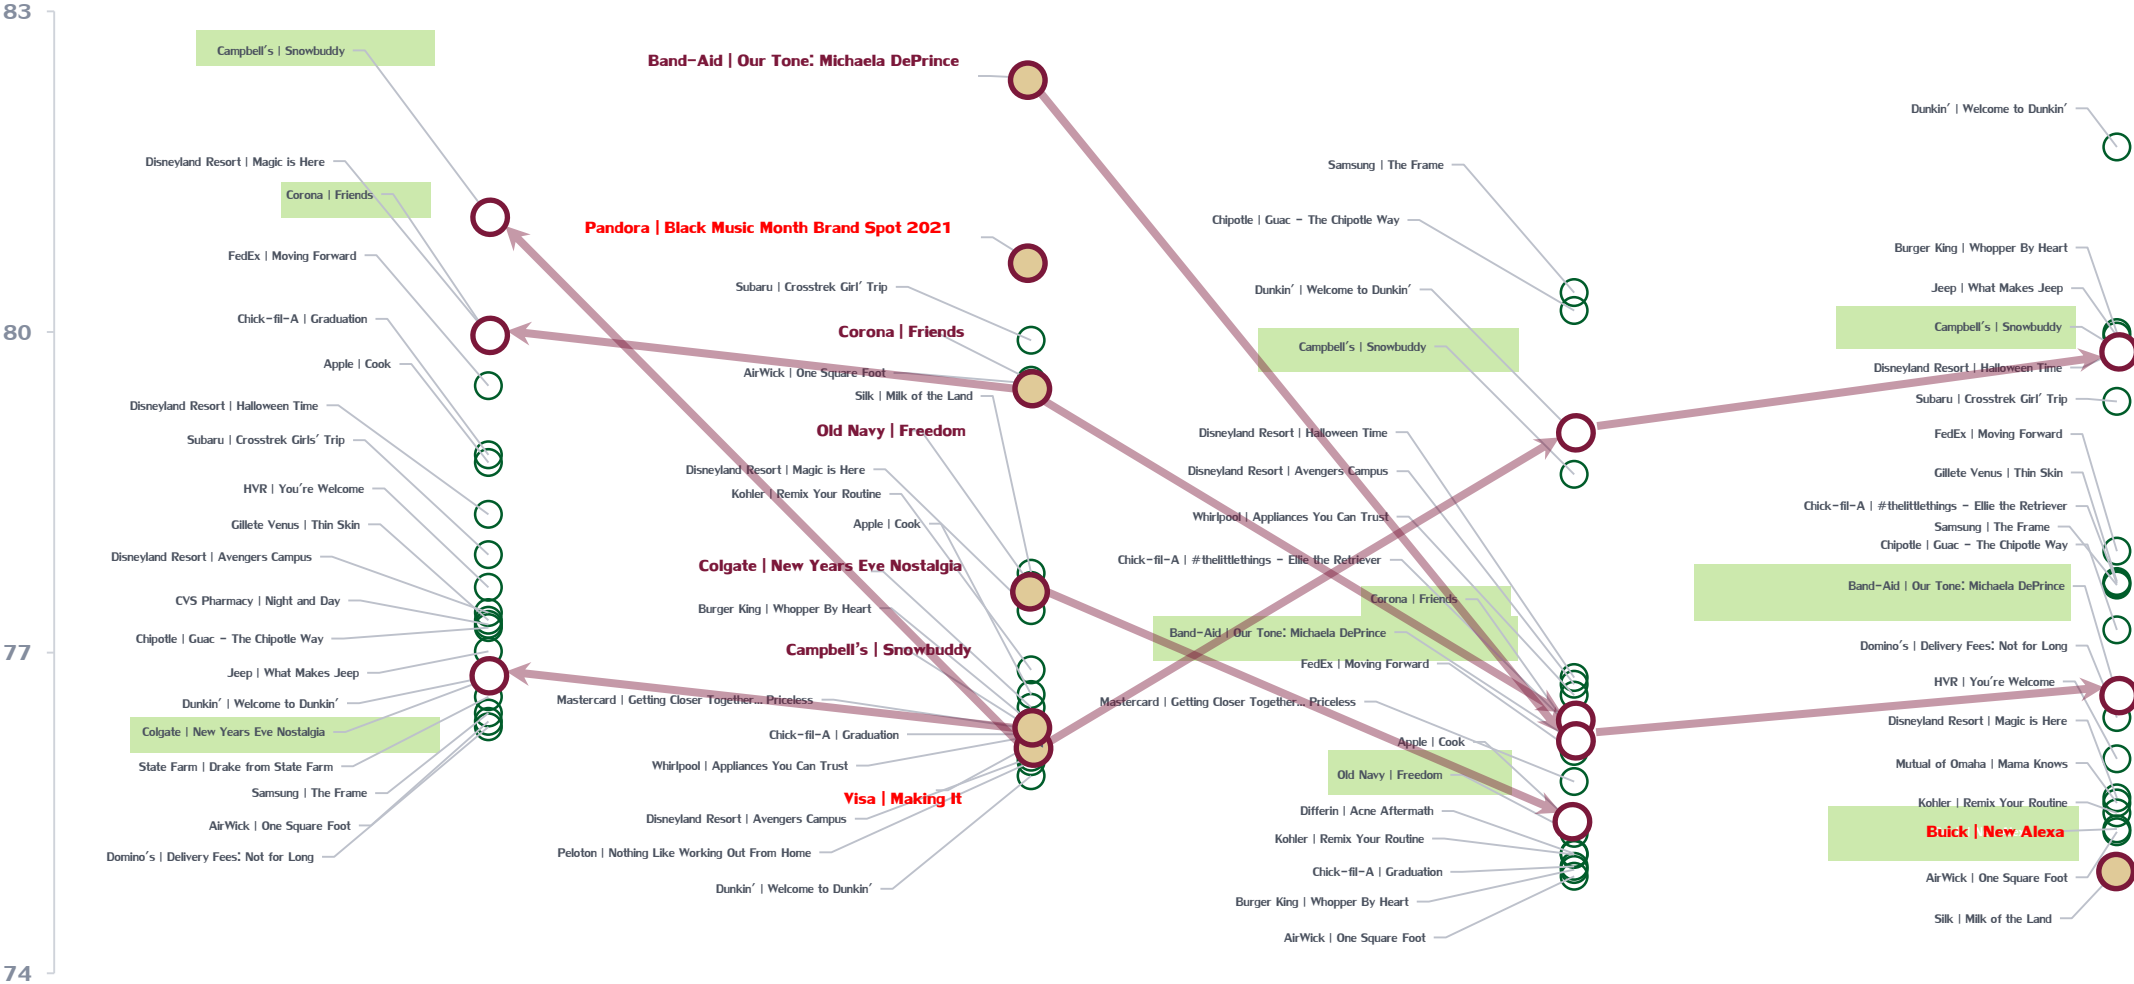 83
80
77
74
Campbell's | Snowbuddy
Disneyland Resort | Magic is Here
Corona | Friends
FedEx | Moving Forward
Chick-fil-A | Graduation
Apple | Cook
Disneyland Resort | Halloween Time
Subaru | Crosstrek Girls' Trip
HVR | You're Welcome
Gillete Venus | Thin Skin
Disneyland Resort | Avengers Campus
CVS Pharmacy | Night and Day
Chipotle | Guac - The Chipotle Way
Jeep | What Makes Jeep
Dunkin' | Welcome to Dunkin'
Colgate | New Years Eve Nostalgia
State Farm | Drake from State Farm
Samsung | The Frame
AirWick | One Square Foot
Domino's | Delivery Fees: Not for Long
Band-Aid | Our Tone: Michaela DePrince
Pandora | Black Music Month Brand Spot 2021
Subaru | Crosstrek Girl' Trip
Corona | Friends
AirWick | One Square Foot
Silk | Milk of the Land
Old Navy | Freedom
Disneyland Resort | Magic is Here
Kohler | Remix Your Routine
Apple | Cook
Colgate | New Years Eve Nostalgia
Burger King | Whopper By Heart
Campbell's | Snowbuddy
Mastercard | Getting Closer Together... Priceless
Chick-fil-A | Graduation
Whirlpool | Appliances You Can Trust
Visa | Making It
Disneyland Resort | Avengers Campus
Peloton | Nothing Like Working Out From Home
Dunkin' | Welcome to Dunkin'
Samsung | The Frame
Chipotle | Guac - The Chipotle Way
Dunkin' | Welcome to Dunkin'
Campbell's | Snowbuddy
Disneyland Resort | Halloween Time
Disneyland Resort | Avengers Campus
Whirlpool | Appliances You Can Trust
Chick-fil-A | #thelittlethings - Ellie the Retriever
Corona | Friends
Band-Aid | Our Tone: Michaela DePrince
FedEx | Moving Forward
Mastercard | Getting Closer Together... Priceless
Apple | Cook
Old Navy | Freedom
Differin | Acne Aftermath
Kohler | Remix Your Routine
Chick-fil-A | Graduation
Burger King | Whopper By Heart
AirWick | One Square Foot
Dunkin' | Welcome to Dunkin'
Burger King | Whopper By Heart
Jeep | What Makes Jeep
Campbell's | Snowbuddy
Disneyland Resort | Halloween Time
Subaru | Crosstrek Girl' Trip
FedEx | Moving Forward
Gillete Venus | Thin Skin
Chick-fil-A | #thelittlethings - Ellie the Retriever
Samsung | The Frame
Chipotle | Guac - The Chipotle Way
Band-Aid | Our Tone: Michaela DePrince
Domino's | Delivery Fees: Not for Long
HVR | You're Welcome
Disneyland Resort | Magic is Here
Mutual of Omaha | Mama Knows
Kohler | Remix Your Routine
Buick | New Alexa
AirWick | One Square Foot
Silk | Milk of the Land